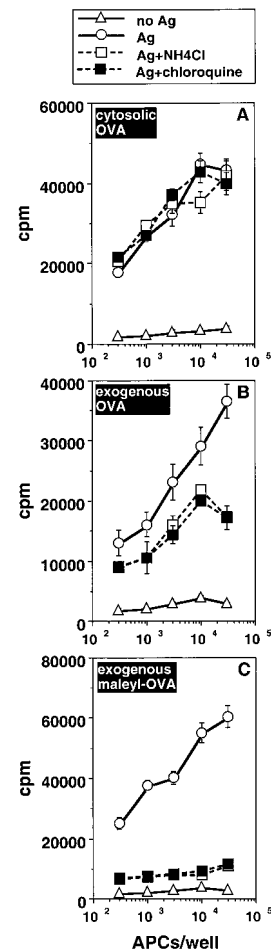 no Ag
Ag
Ag+NH4Cl
Ag+chloroquine
cytosolic
OVA
A
60000
40000
20000
0
cpm
10 2 10 3 10 4 10 5
exogenous
OVA
B
40000
30000
20000
10000
0
cpm
10 2 10 3 10 4 10 5
exogenous
maleyl-OVA
C
80000
60000
40000
20000
0
cpm
10 2 10 3 10 4 10 5
APCs/well